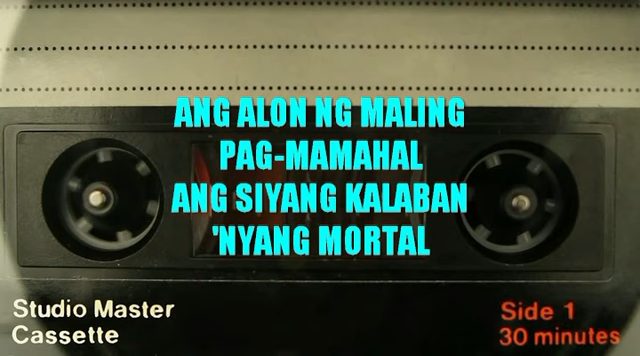 ANG ALON NG MALING
PAG-MAMAHAL
ANG SIYANG KALABAN
'NYANG MORTAL
Studio Master
Cassette
Side 1
30 minutes